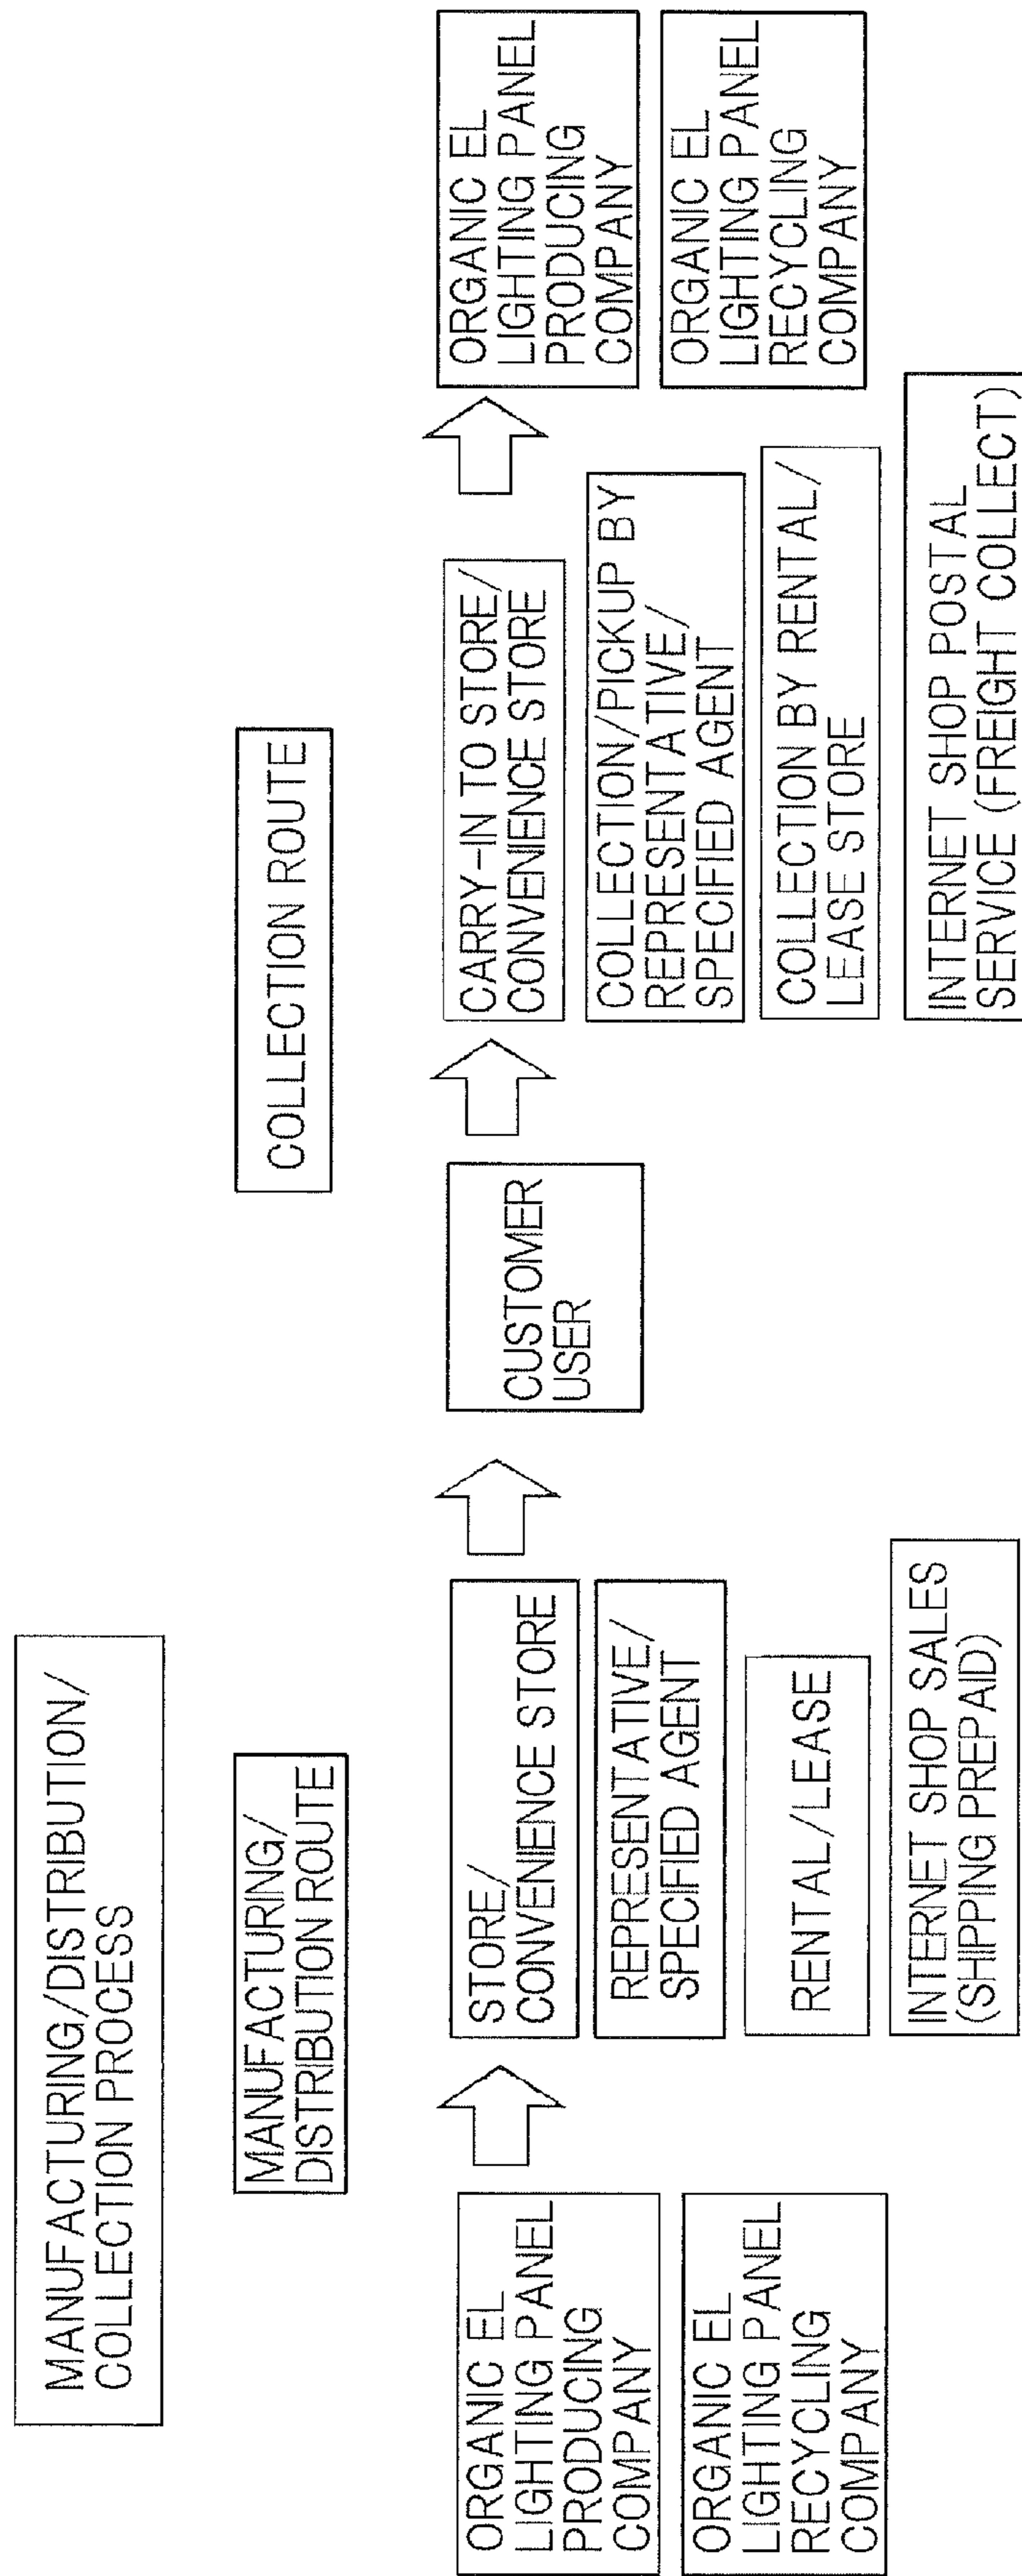 MANUFACTURING/DISTRIBUTION/
COLLECTION PROCESS
MANUFACTURING/
DISTRIBUTION ROUTE
COLLECTION ROUTE
ORGANIC EL
LIGHTING PANEL
PRODUCING
COMPANY
ORGANIC EL
LIGHTING PANEL
RECYCLING
COMPANY
STORE/
CONVENIENCE STORE
REPRESENTATIVE/
SPECIFIED AGENT
RENTAL/LEASE
INTERNET SHOP SALES
(SHIPPING PREPAID)
CUSTOMER
USER
CARRY-IN TO STORE/
CONVENIENCE STORE
COLLECTION/PICKUP BY
REPRESENTATIVE/
SPECIFIED AGENT
COLLECTION BY RENTAL/
LEASE STORE
INTERNET SHOP POSTAL
SERVICE (FREIGHT COLLECT)
ORGANIC EL
LIGHTING PANEL
PRODUCING
COMPANY
ORGANIC EL
LIGHTING PANEL
RECYCLING
COMPANY